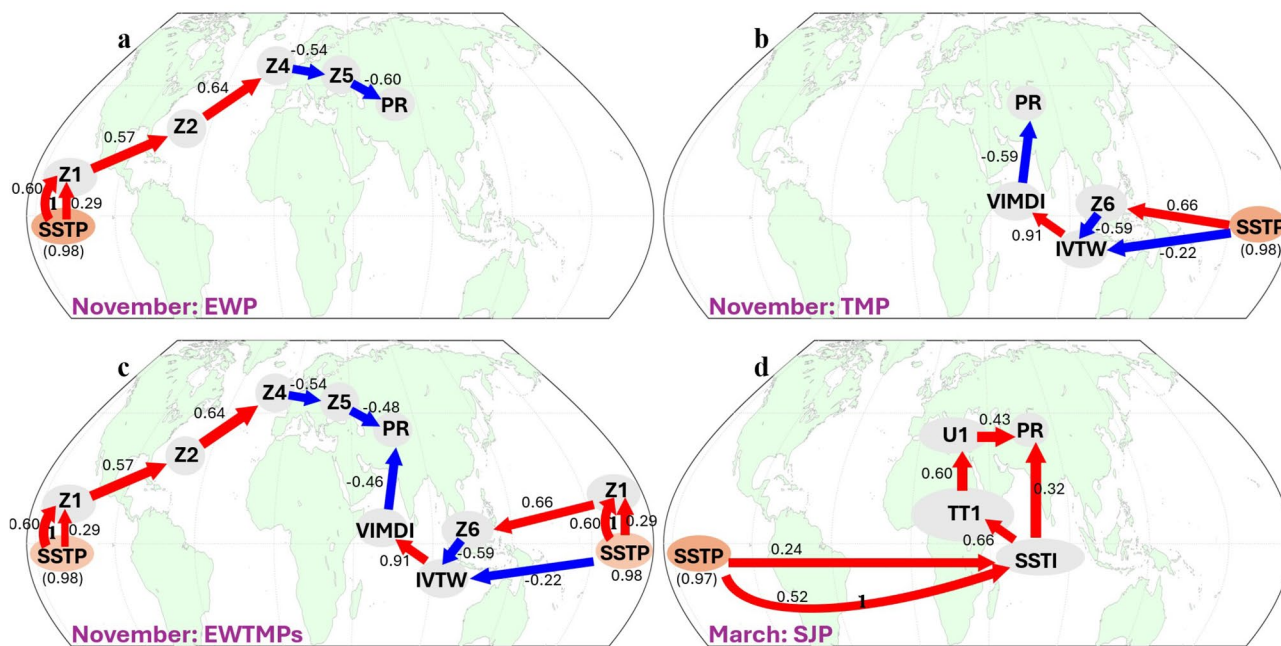 a
Z4
-0.54
Z5
-0.60
PR
0.64
Z2
0.57
Z1
0.60
1
0.29
SSTP
(0.98)
November: EWP
b
PR
-0.59
VIMDI
Z6
0.66
SSTP
-0.59
0.91
IVTW
-0.22
(0.98)
November: TMP
c
Z4
-0.54
Z5
-0.48
PR
0.64
Z2
0.57
-0.46
Z1
0.60
1
0.29
SSTP
(0.98)
VIMDI
Z6
0.66
Z1
0.60
1
0.29
-0.59
0.91
IVTW
-0.22
SSTP
0.98
November: EWTMPs
d
U1
0.43
PR
0.60
0.32
TT1
0.66
SSTP
(0.97)
0.24
SSTI
0.52
1
March: SJP